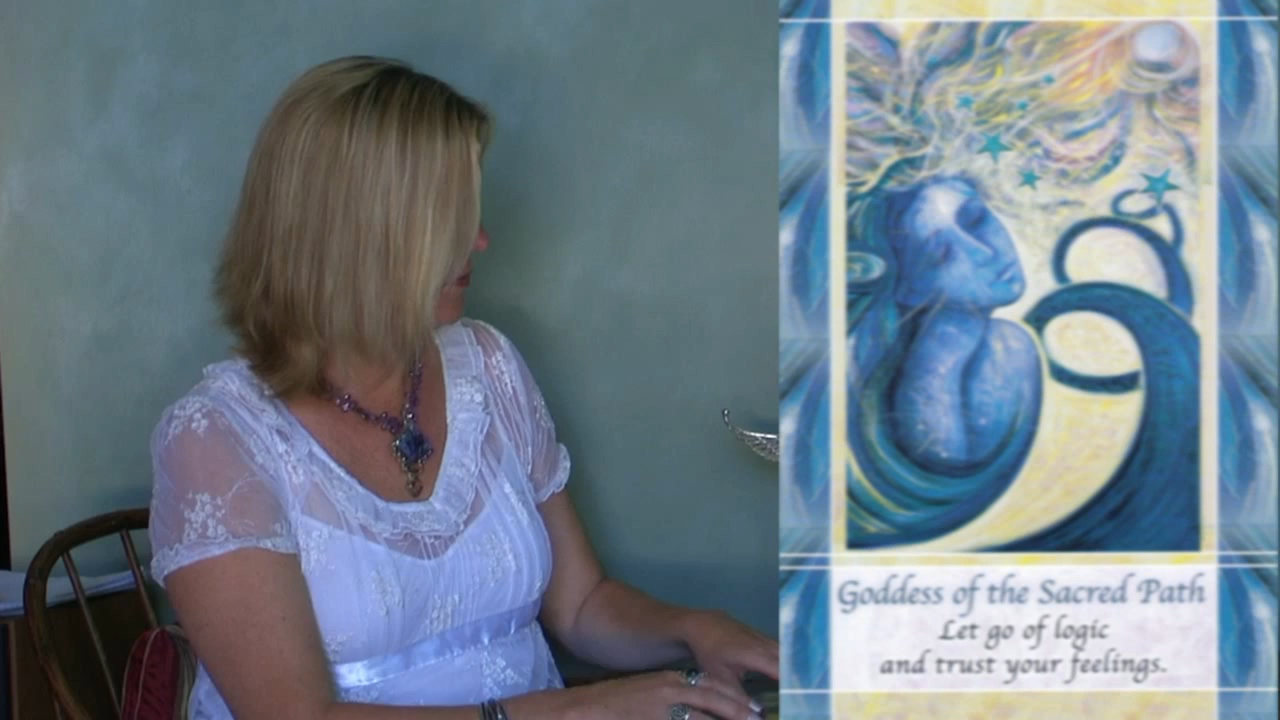 Goddess of the Sacred Path
Let go of logic
and trust your feelings.